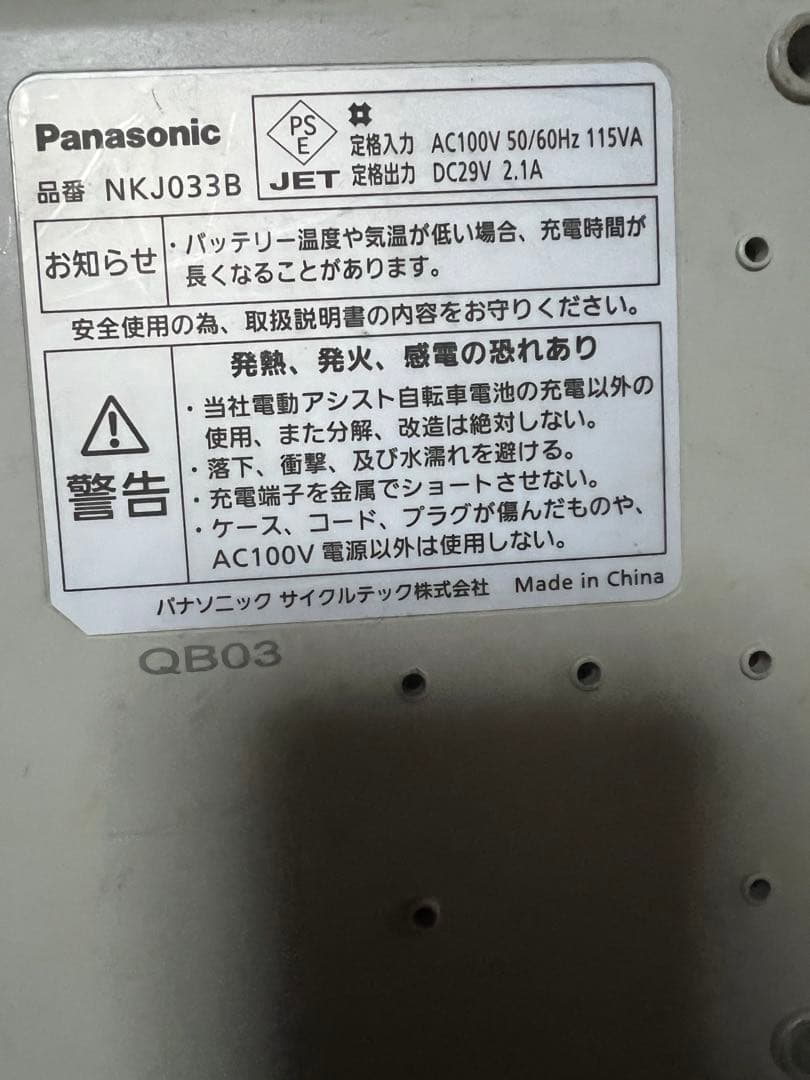 Panasonic
品番 NKJ033B
PS
E
JET
定格入力 AC100V 50/60Hz 115VA
定格出力 DC29V 2.1A
お知らせ
・バッテリー温度や気温が低い場合、充電時間が
長くなることがあります。
安全使用の為、取扱説明書の内容をお守りください。
警告
発熱、発火、感電の恐れあり
・当社電動アシスト自転車電池の充電以外の
使用、また分解、改造は絶対しない。
・落下、衝撃、及び水濡れを避ける。
・充電端子を金属でショートさせない。
・ケース、コード、プラグが傷んだものや、
AC100V 電源以外は使用しない。
パナソニック サイクルテック株式会社 Made in China
QB03